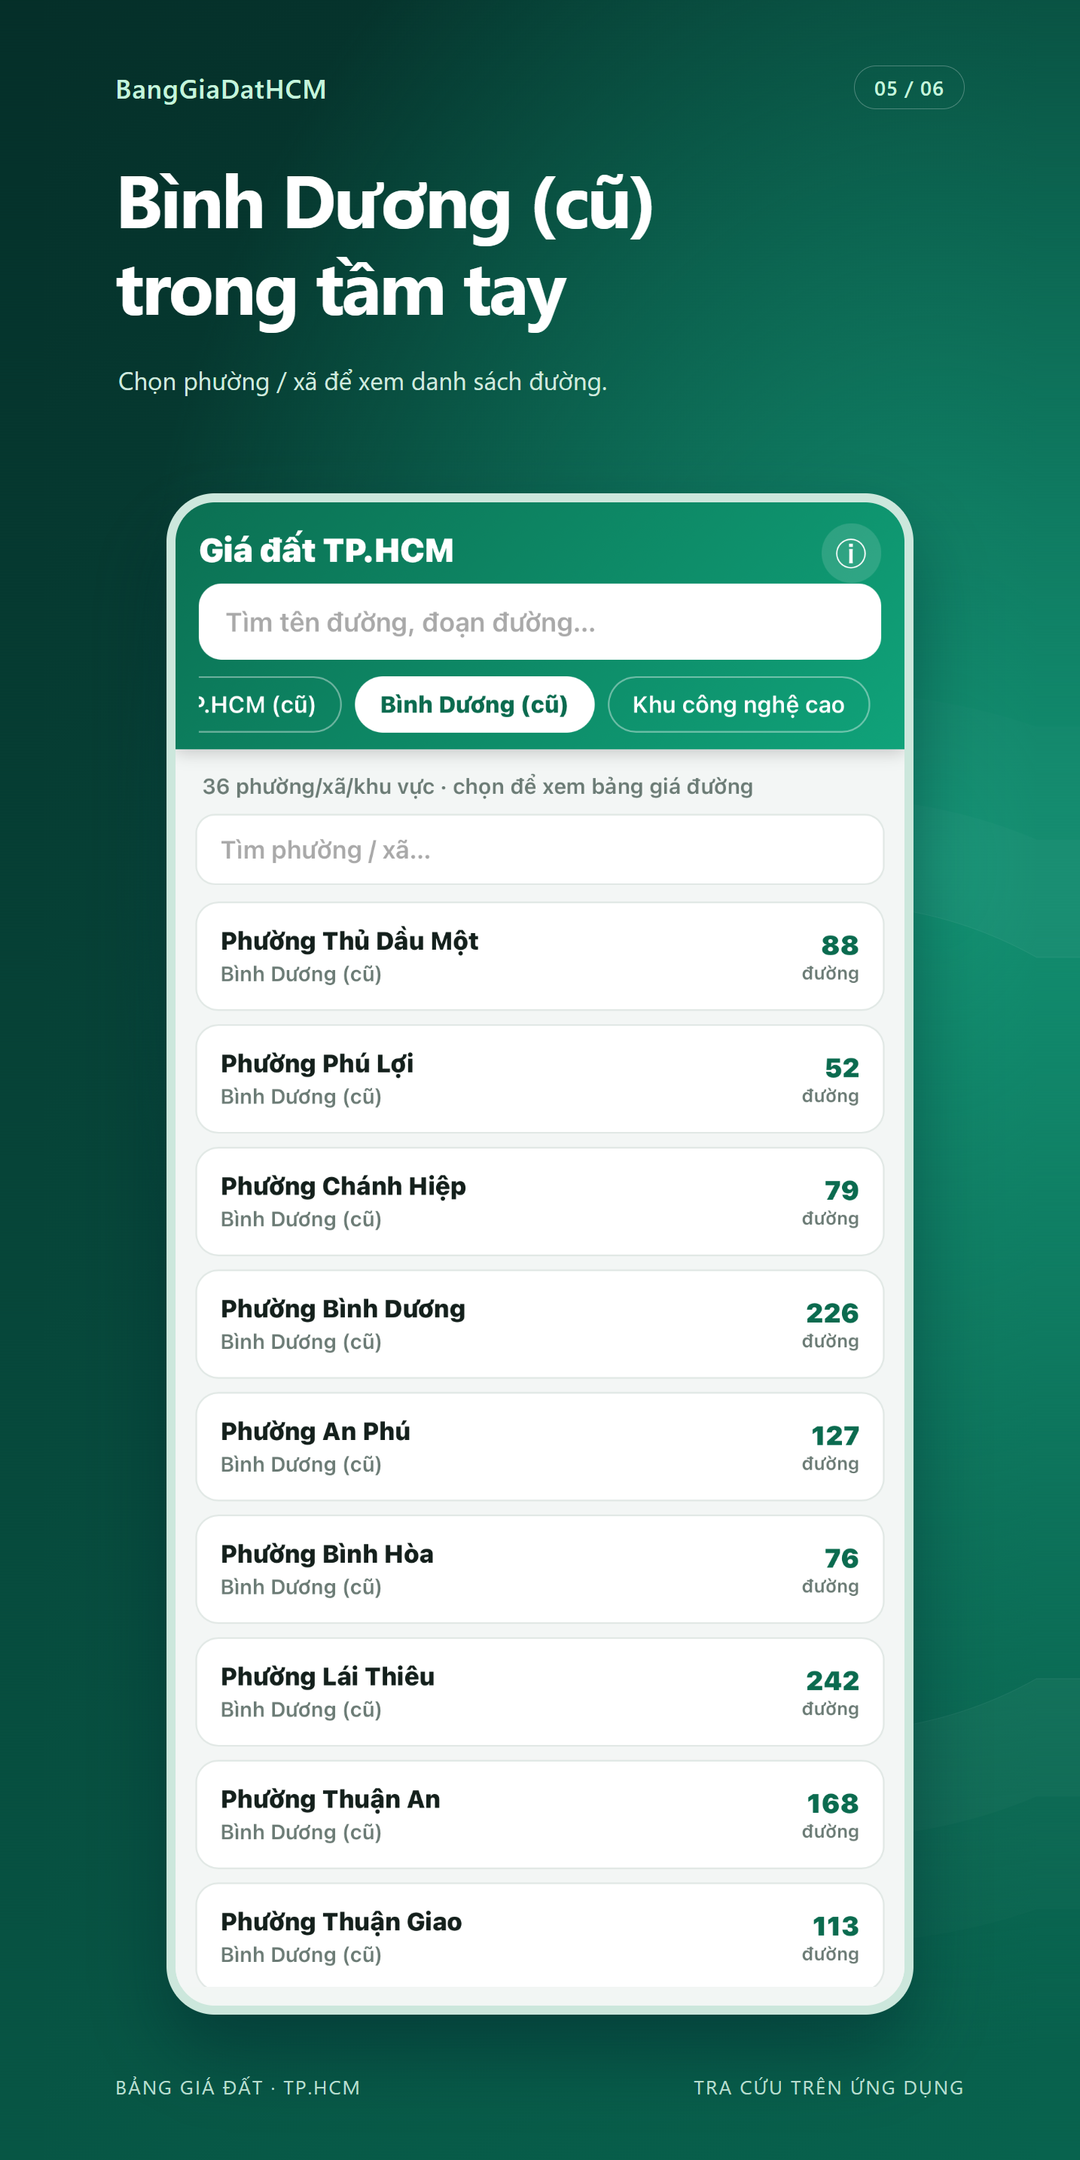 BangGiaDatHCM
05 / 06
Bình Dương (cũ)
trong tầm tay
Chọn phường / xã để xem danh sách đường.
Giá đất TP.HCM
Tìm tên đường, đoạn đường...
P.HCM (cũ)
Bình Dương (cũ)
Khu công nghệ cao
36 phường/xã/khu vực · chọn để xem bảng giá đường
Tìm phường / xã...
Phường Thủ Dầu Một
88
Bình Dương (cũ)
đường
Phường Phú Lợi
52
Bình Dương (cũ)
đường
Phường Chánh Hiệp
79
Bình Dương (cũ)
đường
Phường Bình Dương
226
Bình Dương (cũ)
đường
Phường An Phú
127
Bình Dương (cũ)
đường
Phường Bình Hòa
76
Bình Dương (cũ)
đường
Phường Lái Thiêu
242
Bình Dương (cũ)
đường
Phường Thuận An
168
Bình Dương (cũ)
đường
Phường Thuận Giao
113
Bình Dương (cũ)
đường
BẢNG GIÁ ĐẤT · TP.HCM
TRA CỨU TRÊN ỨNG DỤNG